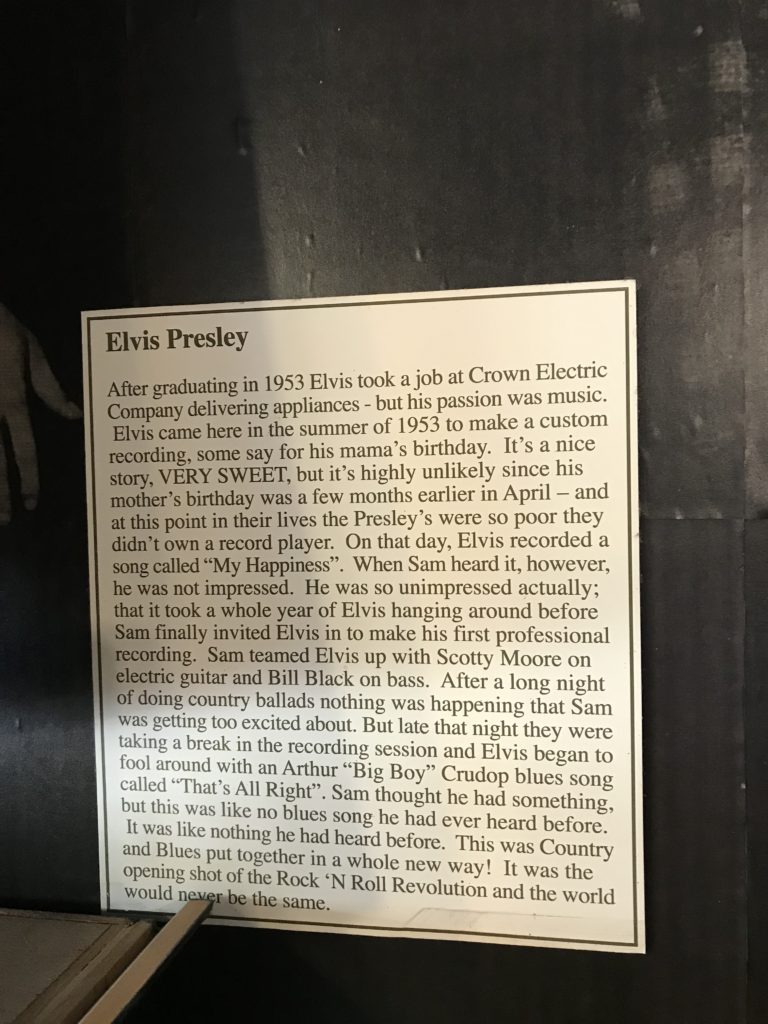 Elvis Presley
After graduating in 1953 Elvis took a job at Crown Electric
Company delivering appliances - but his passion was music.
Elvis came here in the summer of 1953 to make a custom
recording, some say for his mama's birthday. It's a nice
story, VERY SWEET, but it's highly unlikely since his
mother's birthday was a few months earlier in April – and
at this point in their lives the Presley's were so poor they
didn't own a record player. On that day, Elvis recorded a
song called “My Happiness”. When Sam heard it, however,
he was not impressed. He was so unimpressed actually;
that it took a whole year of Elvis hanging around before
Sam finally invited Elvis in to make his first professional
recording. Sam teamed Elvis up with Scotty Moore on
electric guitar and Bill Black on bass. After a long night
of doing country ballads nothing was happening that Sam
was getting too excited about. But late that night they were
taking a break in the recording session and Elvis began to
fool around with an Arthur “Big Boy” Crudop blues song
called “That's All Right”. Sam thought he had something,
but this was like no blues song he had ever heard before.
It was like nothing he had heard before. This was Country
and Blues put together in a whole new way! It was the
opening shot of the Rock ‘N Roll Revolution and the world
would never be the same.